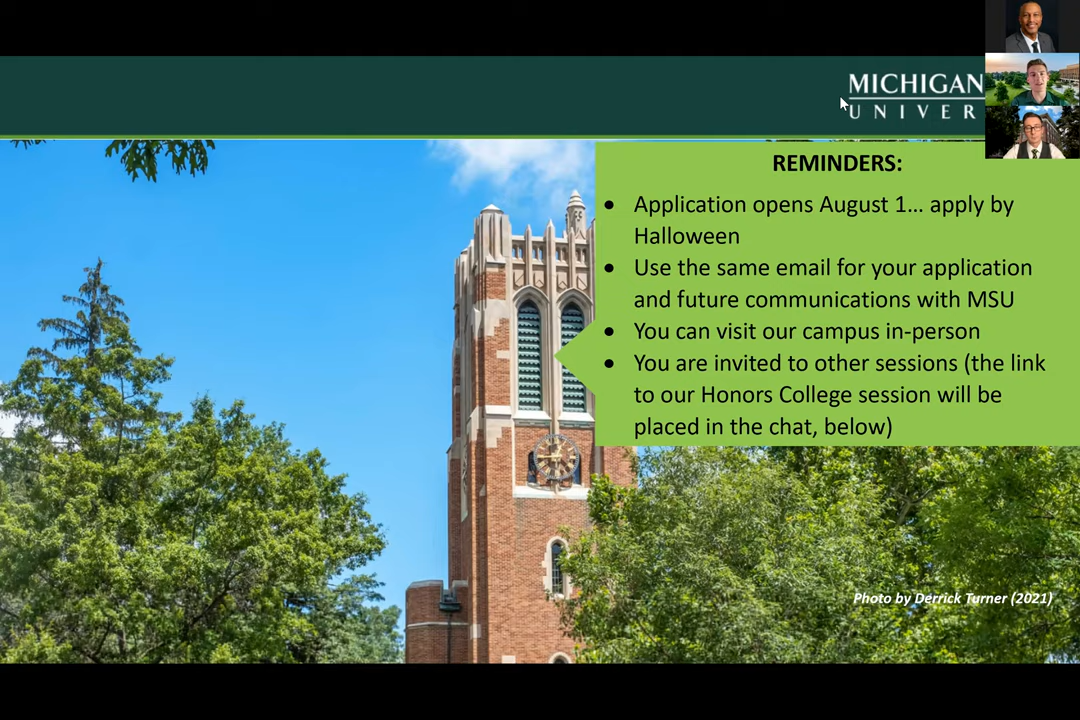 MICHIGAN
UNIVER
REMINDERS:
• Application opens August 1... apply by
Halloween
• Use the same email for your application
and future communications with MSU
• You can visit our campus in-person
• You are invited to other sessions (the link
to our Honors College session will be
placed in the chat, below)
Photo by Derrick Turner (2021)